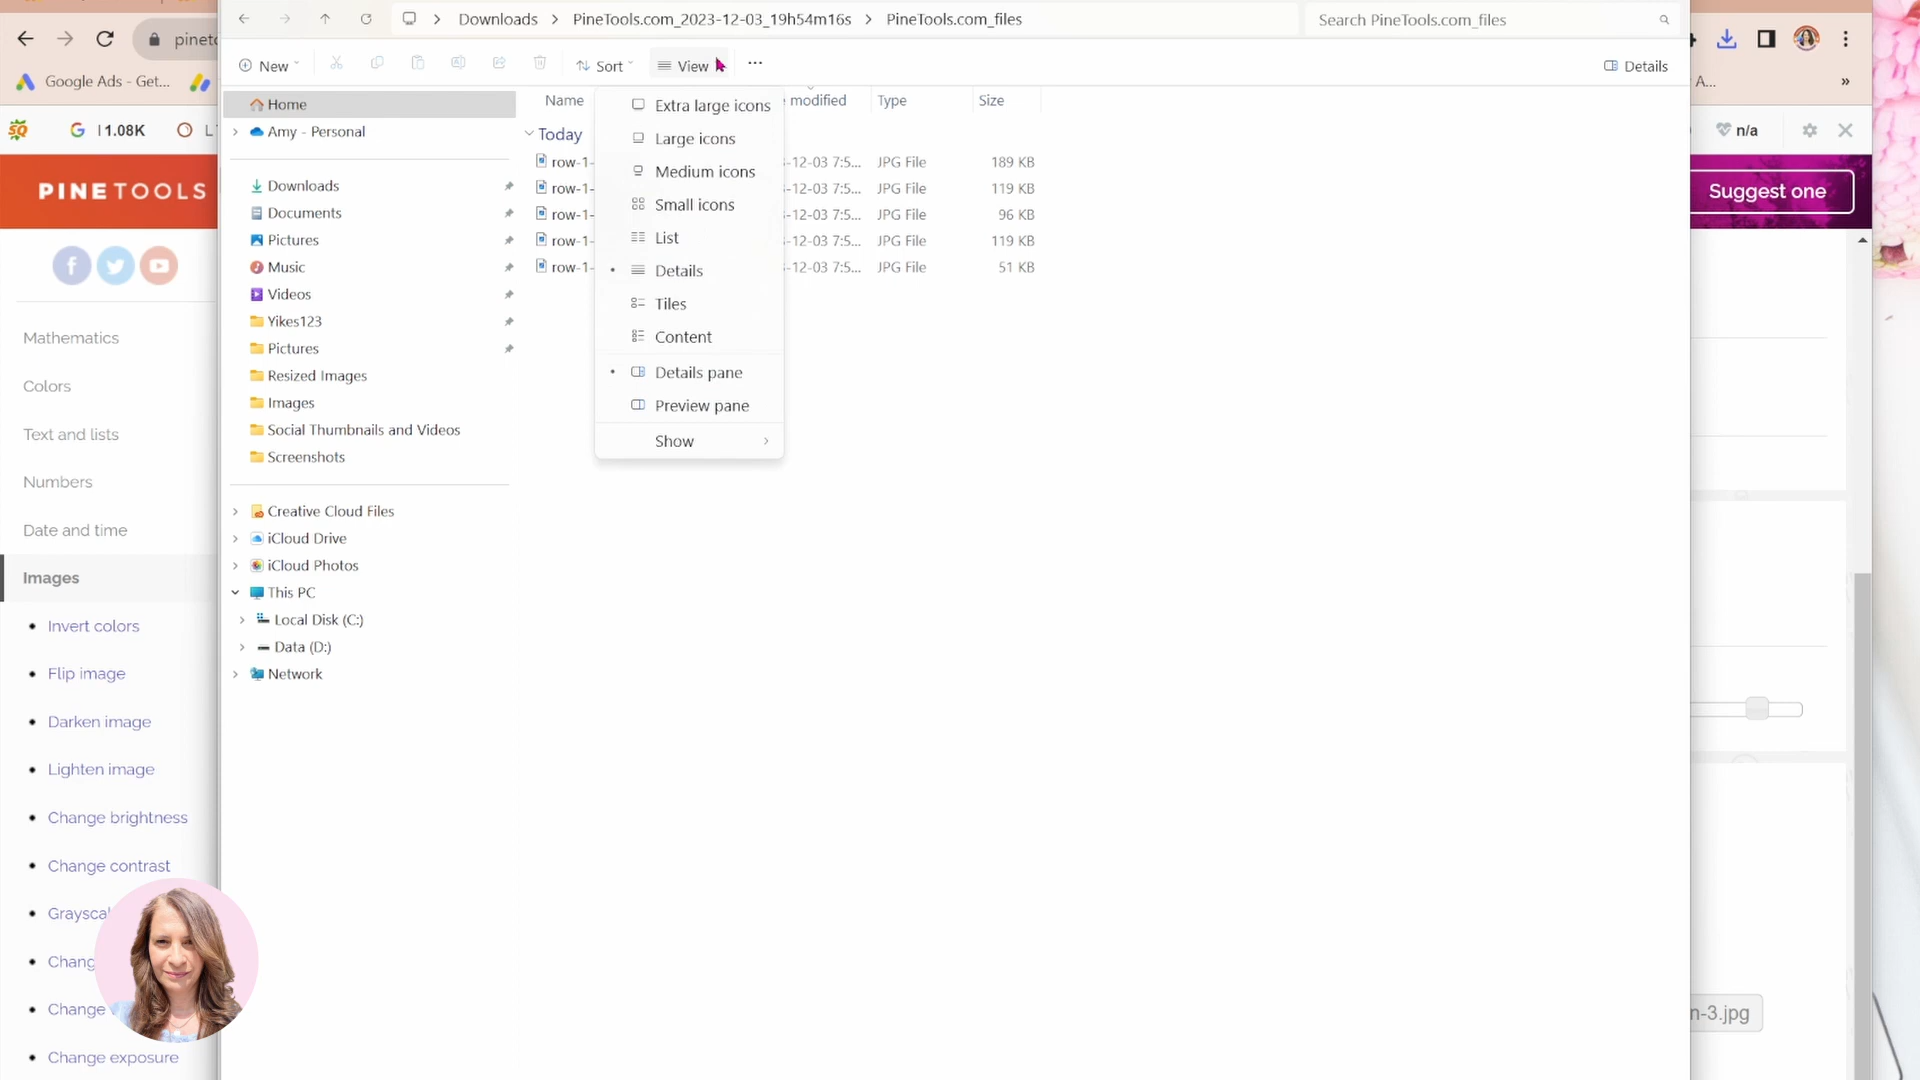 Downloads > PineTools.com_2023-12-03_19h54m16s > PineTools.com_files
Search PineTools.com_files
Google Ads - Get...
A...
»
New
Sort
View
...
Details
Home
Amy - Personal
Downloads
Documents
Pictures
Music
Videos
Yikes123
Pictures
Resized Images
Images
Social Thumbnails and Videos
Screenshots
Creative Cloud Files
iCloud Drive
iCloud Photos
This PC
Local Disk (C:)
Data (D:)
Network
Name modified Type Size
Today
row-1- -12-03 7:5... JPG File 189 KB
row-1- -12-03 7:5... JPG File 119 KB
row-1- -12-03 7:5... JPG File 96 KB
row-1- -12-03 7:5... JPG File 119 KB
row-1- -12-03 7:5... JPG File 51 KB
Extra large icons
Large icons
Medium icons
Small icons
List
Details
Tiles
Content
Details pane
Preview pane
Show
SQ
G
1.08K
n/a
PINETOOLS
Suggest one
Mathematics
Colors
Text and lists
Numbers
Date and time
Images
Invert colors
Flip image
Darken image
Lighten image
Change brightness
Change contrast
Change
Change exposure
n-3.jpg